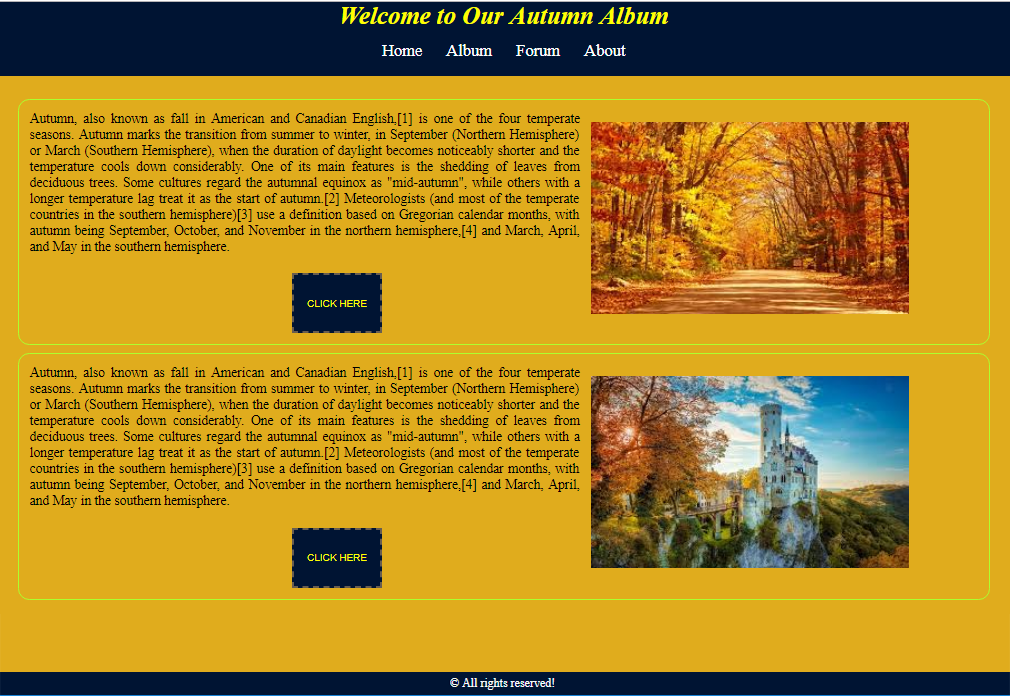 Welcome to Our Autumn Album
Home Album Forum About
Autumn, also known as fall in American and Canadian English,[1] is one of the four temperate
seasons. Autumn marks the transition from summer to winter, in September (Northern Hemisphere)
or March (Southern Hemisphere), when the duration of daylight becomes noticeably shorter and the
temperature cools down considerably. One of its main features is the shedding of leaves from
deciduous trees. Some cultures regard the autumnal equinox as "mid-autumn", while others with a
longer temperature lag treat it as the start of autumn.[2] Meteorologists (and most of the temperate
countries in the southern hemisphere)[3] use a definition based on Gregorian calendar months, with
autumn being September, October, and November in the northern hemisphere,[4] and March, April,
and May in the southern hemisphere.
CLICK HERE
Autumn, also known as fall in American and Canadian English,[1] is one of the four temperate
seasons. Autumn marks the transition from summer to winter, in September (Northern Hemisphere)
or March (Southern Hemisphere), when the duration of daylight becomes noticeably shorter and the
temperature cools down considerably. One of its main features is the shedding of leaves from
deciduous trees. Some cultures regard the autumnal equinox as "mid-autumn", while others with a
longer temperature lag treat it as the start of autumn.[2] Meteorologists (and most of the temperate
countries in the southern hemisphere)[3] use a definition based on Gregorian calendar months, with
autumn being September, October, and November in the northern hemisphere,[4] and March, April,
and May in the southern hemisphere.
CLICK HERE
© All rights reserved!